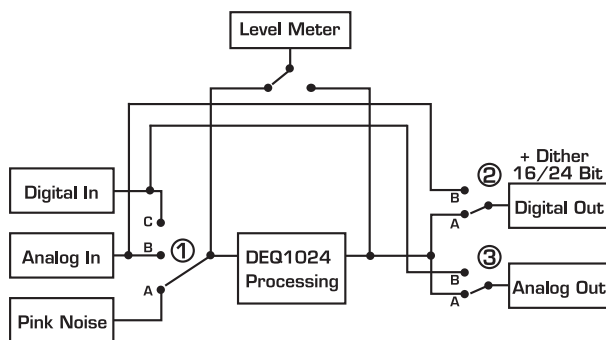 Level Meter
+ Dither
16/24 Bit
Digital In
C
B
②
Digital Out
A
Analog In
B
①
DEQ1024
Processing
③
B
Analog Out
A
A
Pink Noise